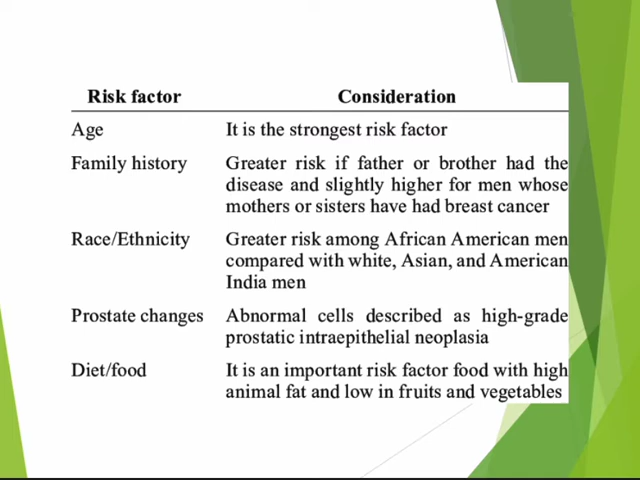 Risk factor Consideration
Age It is the strongest risk factor
Family history Greater risk if father or brother had the
disease and slightly higher for men whose
mothers or sisters have had breast cancer
Race/Ethnicity Greater risk among African American men
compared with white, Asian, and American
India men
Prostate changes Abnormal cells described as high-grade
prostatic intraepithelial neoplasia
Diet/food It is an important risk factor food with high
animal fat and low in fruits and vegetables